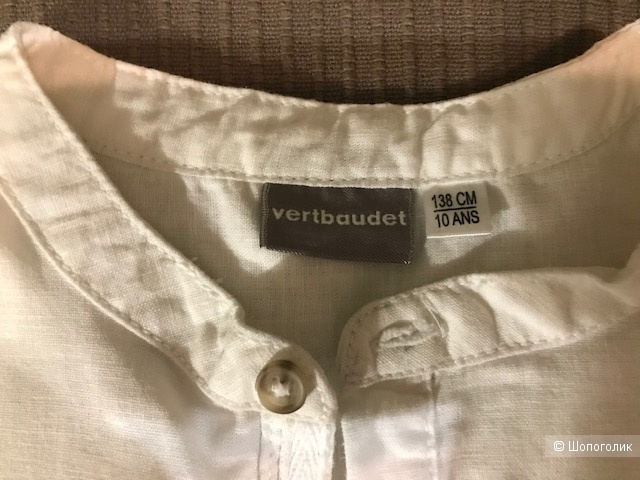 vertbaudet
138 CM
10 ANS
© Шопоголик